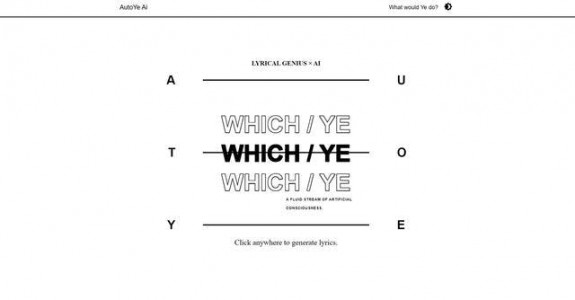 AutoYe Ai
What would Ye do?
LYRICAL GENIUS × AI
A U
WHICH / YE
T WHICH / YE O
WHICH / YE
A FLUID STREAM OF ARTIFICIAL
CONSCIOUSNESS.
Y E
Click anywhere to generate lyrics.